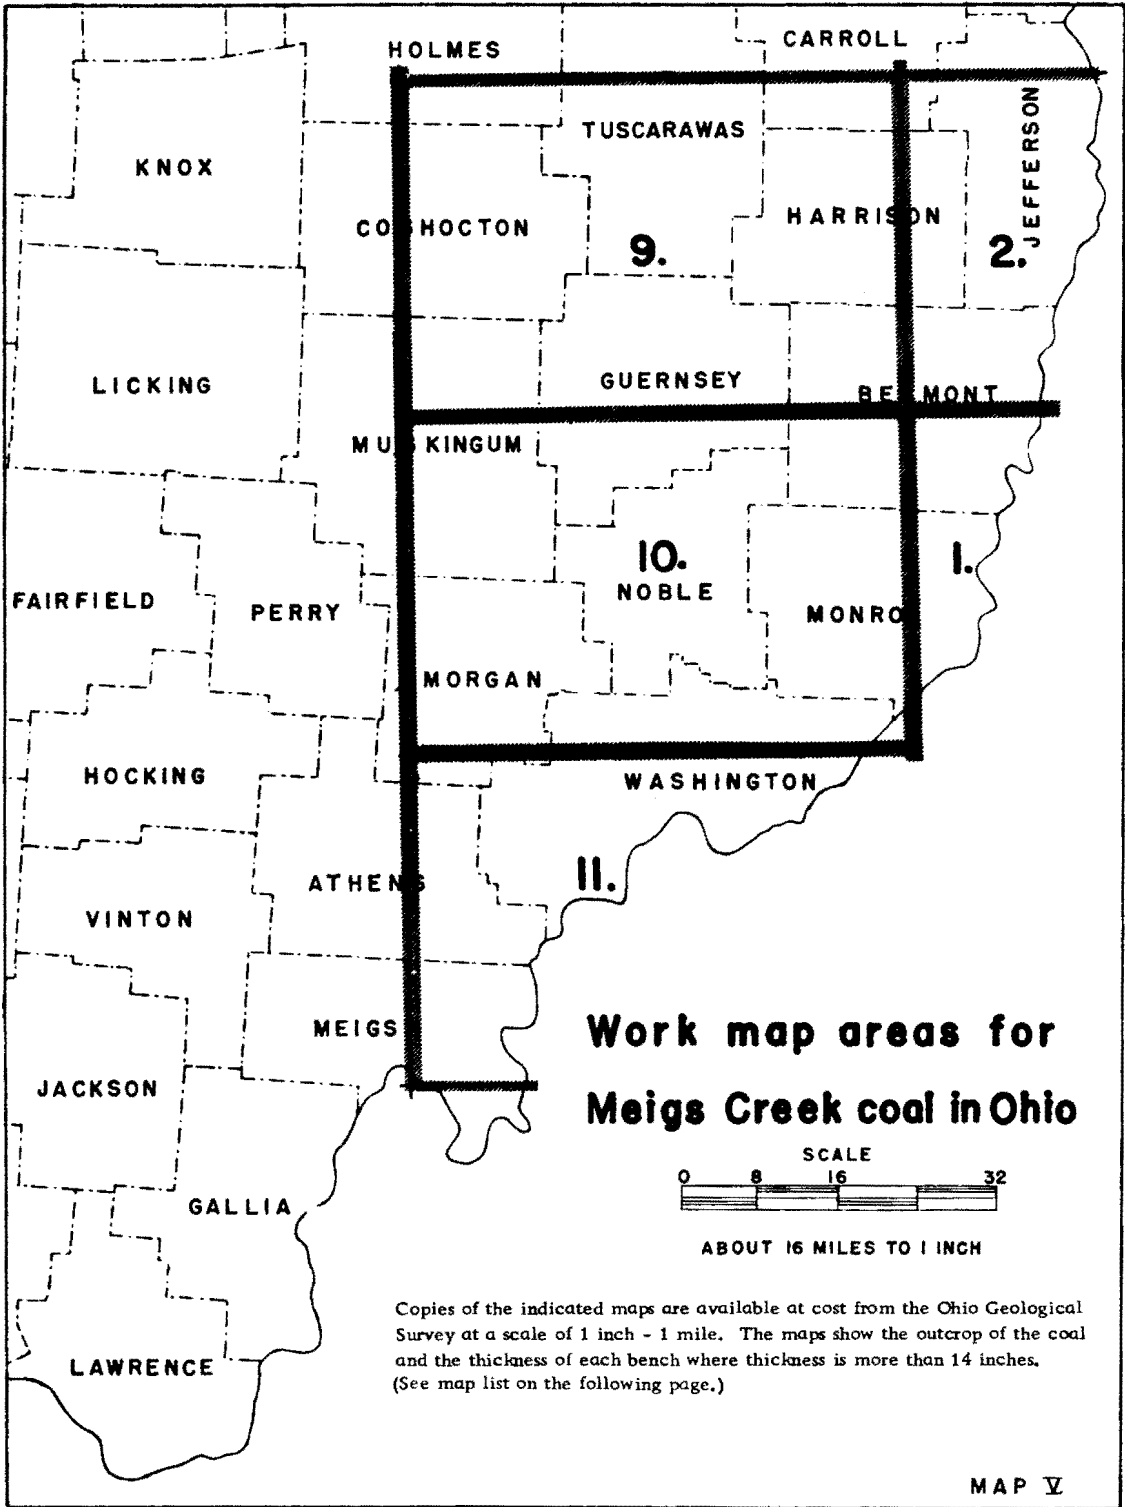 HOLMES
CARROLL
TUSCARAWAS
JEFFERSON
KNOX
HARRISON
COSHOCTON
9.
2.
LICKING
GUERNSEY
BELMONT
MUSKINGUM
10.
1.
NOBLE
FAIRFIELD
PERRY
MONRO
MORGAN
HOCKING
WASHINGTON
11.
ATHENS
VINTON
MEIGS
JACKSON
GALLIA
LAWRENCE
Work map areas for
Meigs Creek coal in Ohio
SCALE
0 8 16 32
ABOUT 16 MILES TO 1 INCH
Copies of the indicated maps are available at cost from the Ohio Geological
Survey at a scale of 1 inch - 1 mile. The maps show the outcrop of the coal
and the thickness of each bench where thickness is more than 14 inches.
(See map list on the following page.)
MAP V